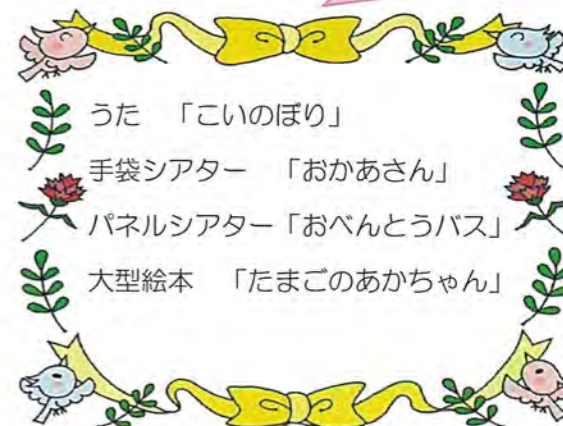 うた　「こいのぼり」
手袋シアター　「おかあさん」
パネルシアター「おべんとうバス」
大型絵本　「たまごのあかちゃん」